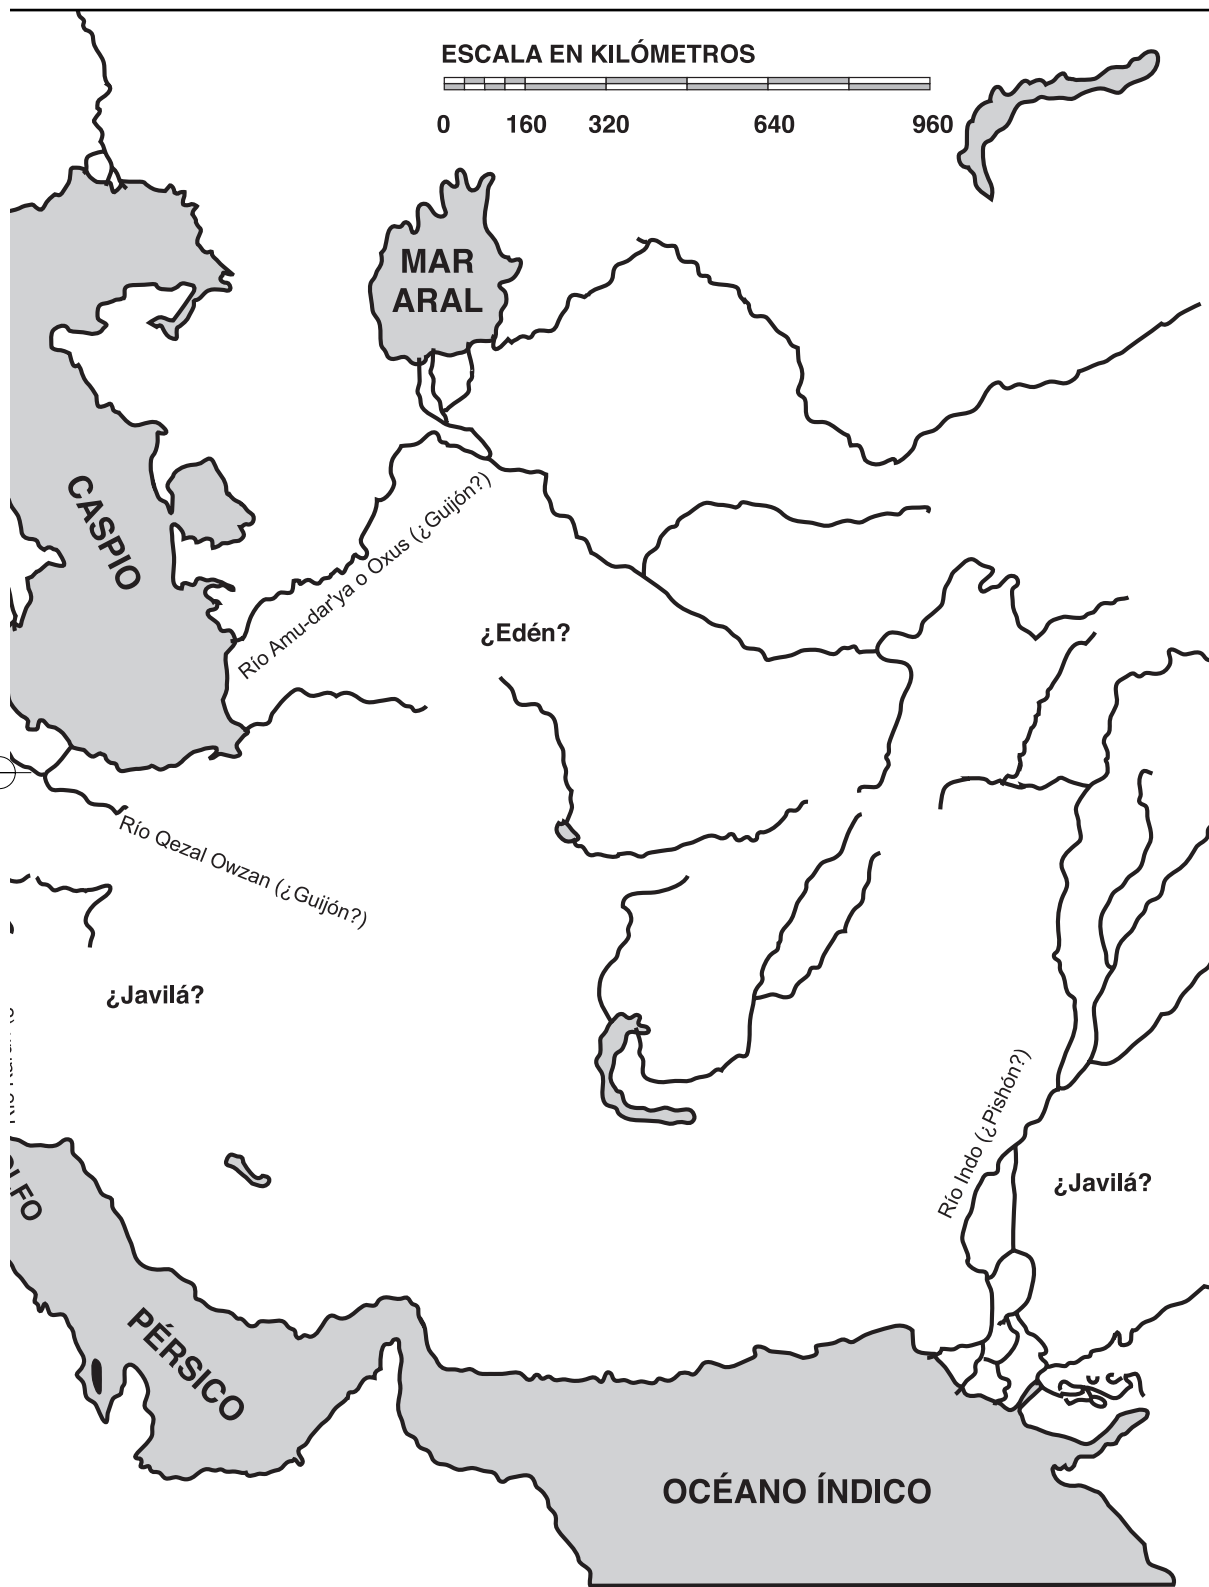 ESCALA EN KILÓMETROS
0 160 320 640 960
MAR
ARAL
CASPIO
Río Amu-dar'ya o Oxus (¿Guijón?)
¿Edén?
Río Qezal Owzan (¿Guijón?)
¿Javilá?
Río Indo (¿Pishón?)
¿Javilá?
LFO
PÉRSICO
OCÉANO ÍNDICO